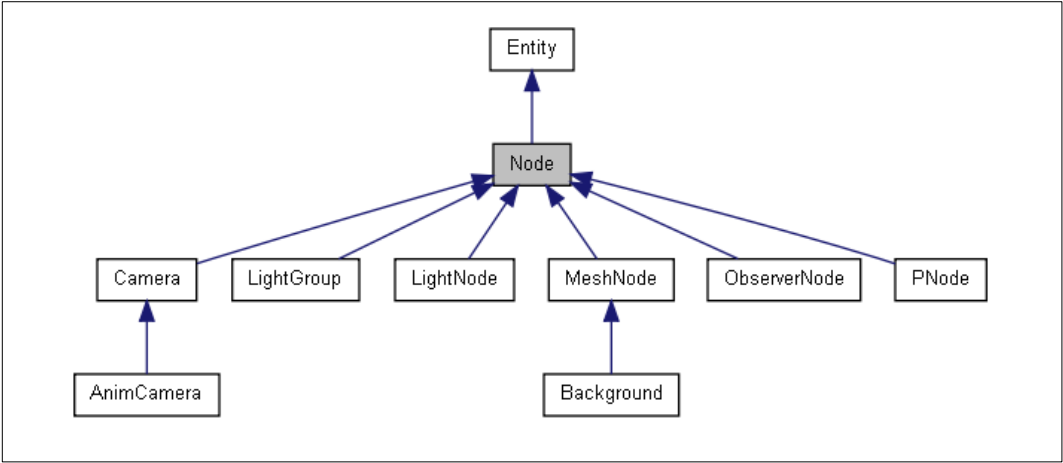 Entity
Node
Camera
LightGroup
LightNode
MeshNode
ObserverNode
PNode
AnimCamera
Background